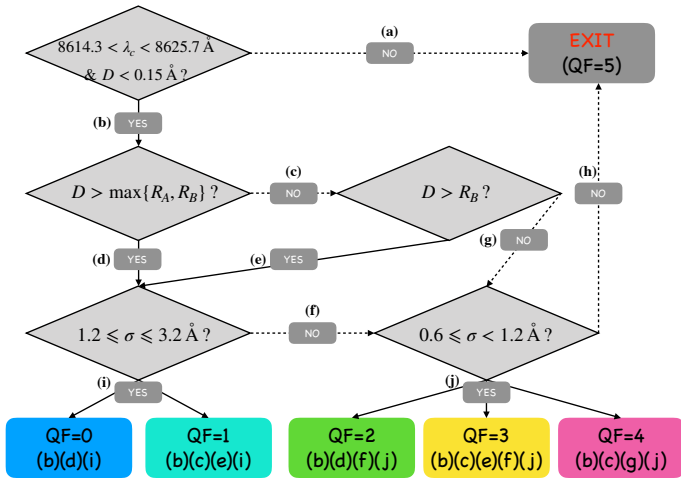 (a)
8614.3 < λc < 8625.7 Å
& D < 0.15 Å ?
NO
EXIT
(QF=5)
(b)
YES
(c)
(h)
D > max{R_A, R_B} ?
NO
D > R_B ?
NO
(d)
YES
(e)
YES
(g)
NO
(f)
1.2 ⩽ σ ⩽ 3.2 Å ?
NO
0.6 ⩽ σ < 1.2 Å ?
(i)
YES
(j)
YES
QF=0
(b)(d)(i)
QF=1
(b)(c)(e)(i)
QF=2
(b)(d)(f)(j)
QF=3
(b)(c)(e)(f)(j)
QF=4
(b)(c)(g)(j)